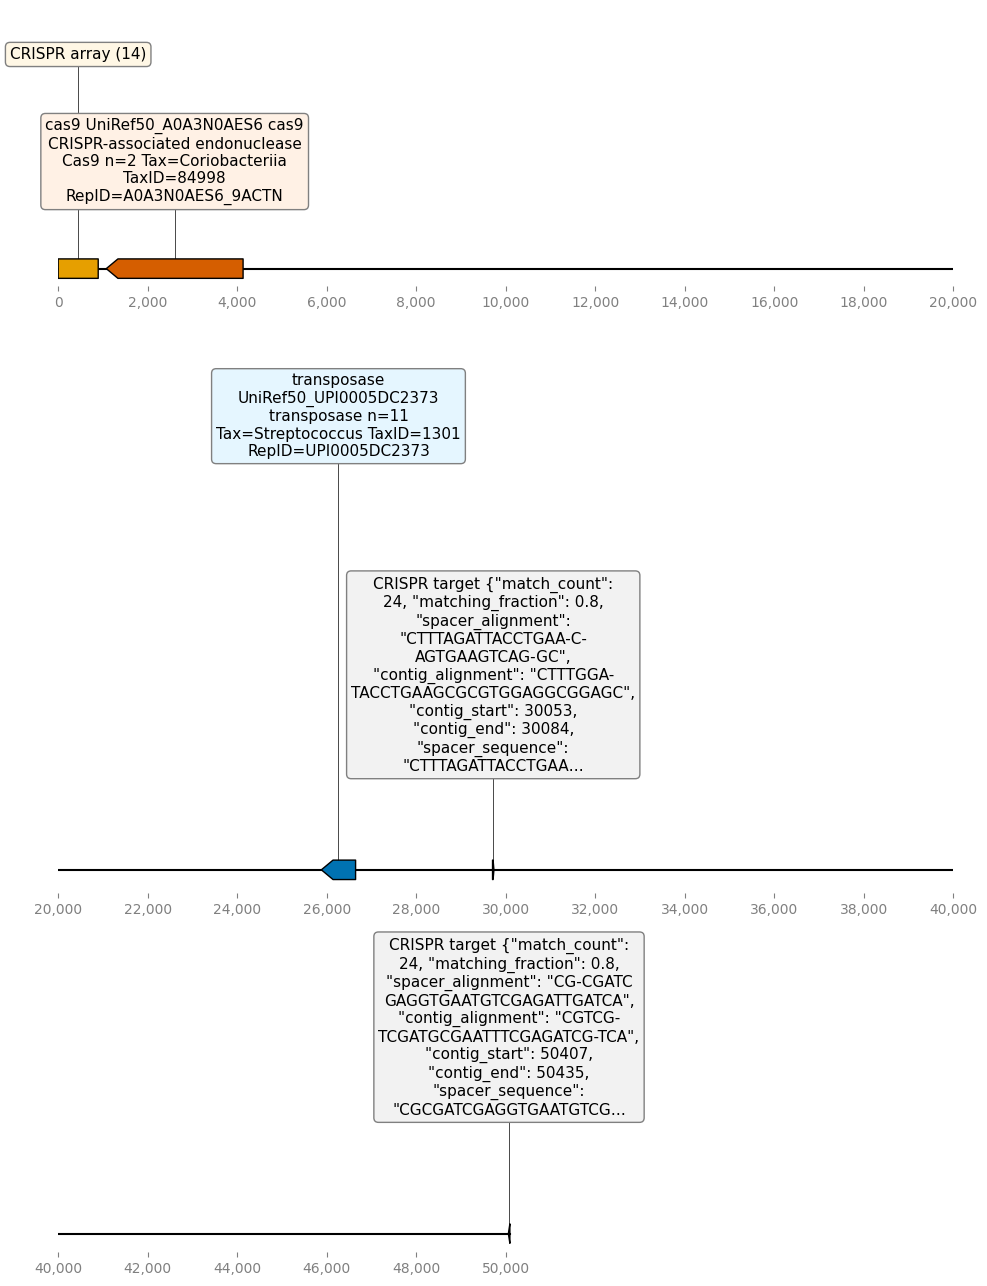 CRISPR array (14)
cas9 UniRef50_A0A3N0AES6 cas9
CRISPR-associated endonuclease
Cas9 n=2 Tax=Coriobacteriia
TaxID=84998
RepID=A0A3N0AES6_9ACTN
0 2,000 4,000 6,000 8,000 10,000 12,000 14,000 16,000 18,000 20,000
transposase
UniRef50_UPI0005DC2373
transposase n=11
Tax=Streptococcus TaxID=1301
RepID=UPI0005DC2373
CRISPR target {"match_count":
24, "matching_fraction": 0.8,
"spacer_alignment":
"CTTTAGATTACCTGAA-C-
AGTGAAGTCAG-GC",
"contig_alignment": "CTTTGGA-
TACCTGAAGCGCGTGGAGGCGGAGC",
"contig_start": 30053,
"contig_end": 30084,
"spacer_sequence":
"CTTTAGATTACCTGAA...
20,000 22,000 24,000 26,000 28,000 30,000 32,000 34,000 36,000 38,000 40,000
CRISPR target {"match_count":
24, "matching_fraction": 0.8,
"spacer_alignment": "CG-CGATC
GAGGTGAATGTCGAGATTGATCA",
"contig_alignment": "CGTCG-
TCGATGCGAATTTCGAGATCG-TCA",
"contig_start": 50407,
"contig_end": 50435,
"spacer_sequence":
"CGCGATCGAGGTGAATGTCG...
40,000 42,000 44,000 46,000 48,000 50,000